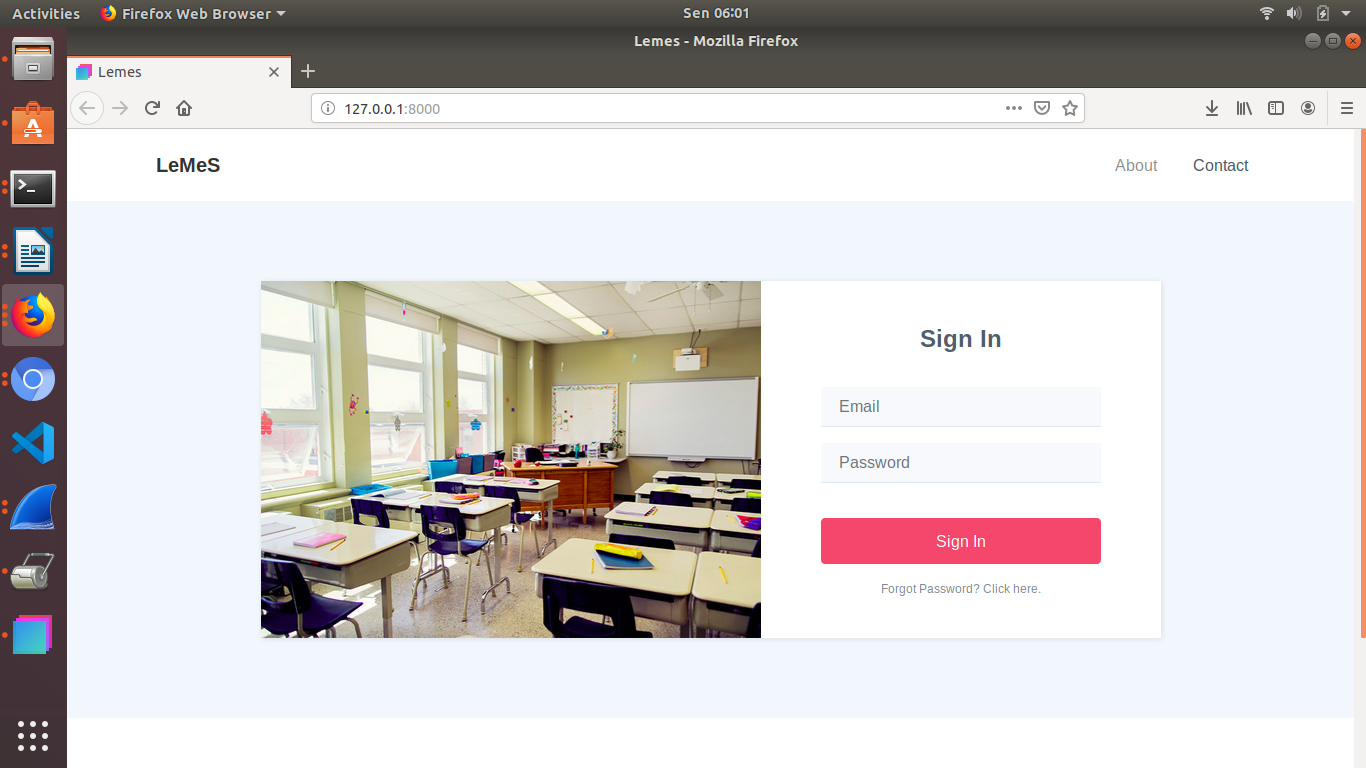 Activities
Firefox Web Browser
Sen 06:01
Lemes - Mozilla Firefox
Lemes
127.0.0.1:8000
LeMeS
About
Contact
Sign In
Email
Password
Sign In
Forgot Password? Click here.